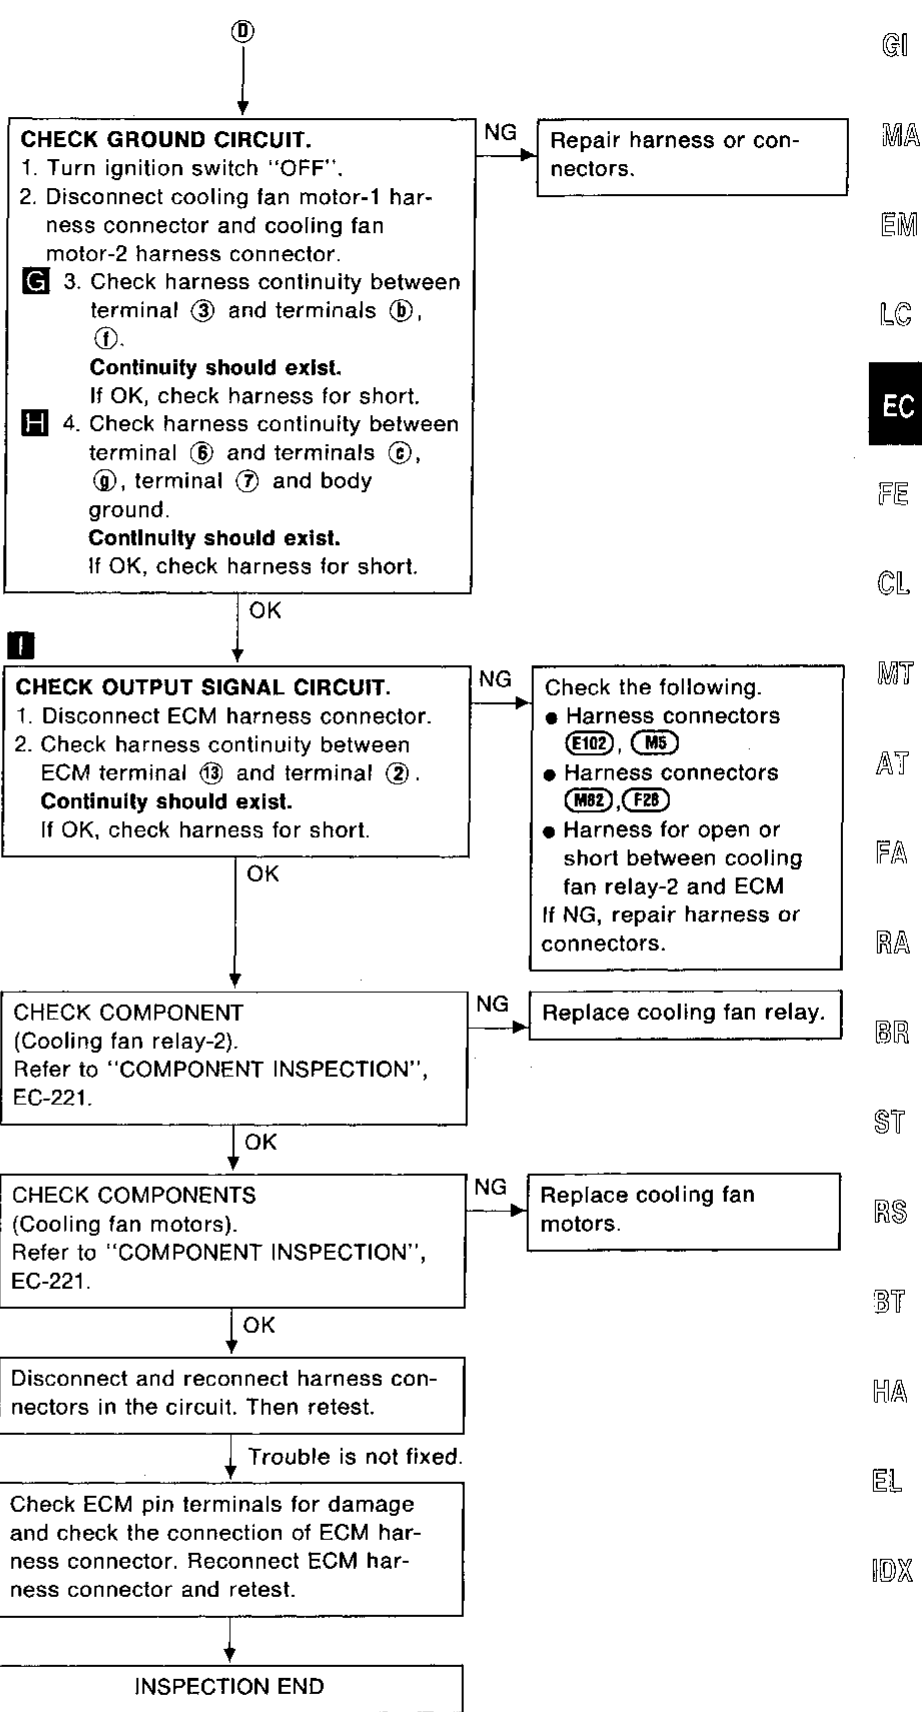 D
CHECK GROUND CIRCUIT.
1. Turn ignition switch "OFF".
2. Disconnect cooling fan motor-1 har-
ness connector and cooling fan
motor-2 harness connector.
G 3. Check harness continuity between
terminal ③ and terminals ⓑ,
ⓕ.
Continuity should exist.
If OK, check harness for short.
H 4. Check harness continuity between
terminal ⑥ and terminals ⓒ,
ⓖ, terminal ⑦ and body
ground.
Continuity should exist.
If OK, check harness for short.
NG
Repair harness or con-
nectors.
OK
I
CHECK OUTPUT SIGNAL CIRCUIT.
1. Disconnect ECM harness connector.
2. Check harness continuity between
ECM terminal ⑬ and terminal ②.
Continuity should exist.
If OK, check harness for short.
NG
Check the following.
● Harness connectors
E102, M5
● Harness connectors
M82, F26
● Harness for open or
short between cooling
fan relay-2 and ECM
If NG, repair harness or
connectors.
OK
CHECK COMPONENT
(Cooling fan relay-2).
Refer to "COMPONENT INSPECTION",
EC-221.
NG
Replace cooling fan relay.
OK
CHECK COMPONENTS
(Cooling fan motors).
Refer to "COMPONENT INSPECTION",
EC-221.
NG
Replace cooling fan
motors.
OK
Disconnect and reconnect harness con-
nectors in the circuit. Then retest.
Trouble is not fixed.
Check ECM pin terminals for damage
and check the connection of ECM har-
ness connector. Reconnect ECM har-
ness connector and retest.
INSPECTION END
GI
MA
EM
LC
EC
FE
CL
MT
AT
FA
RA
BR
ST
RS
BT
HA
EL
IDX